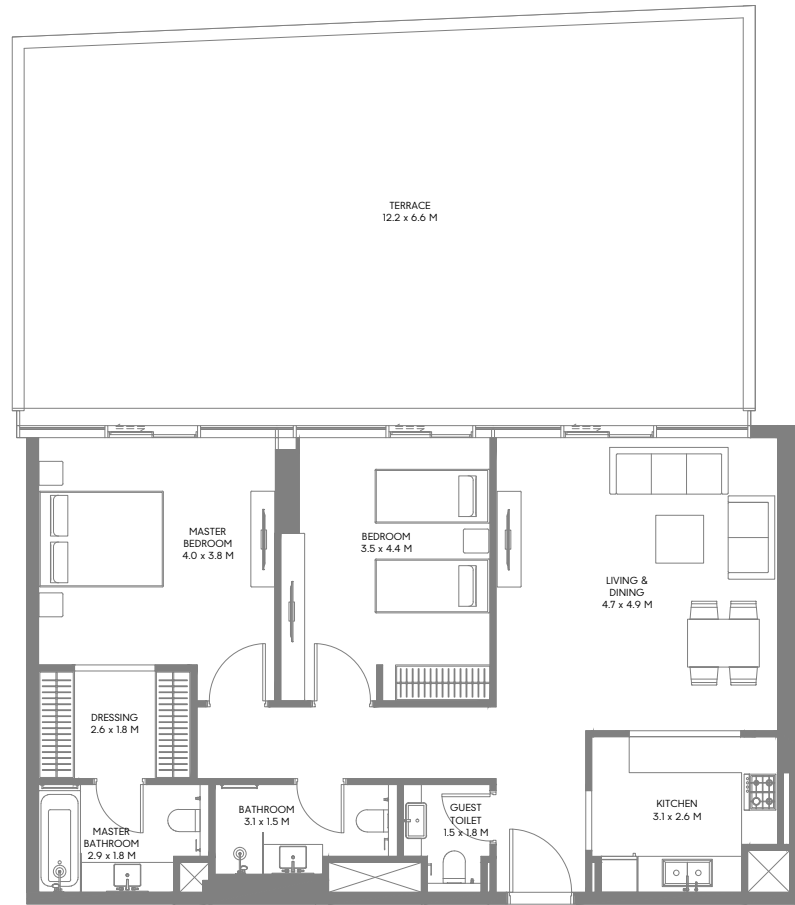 TERRACE
12.2 x 6.6 M
MASTER
BEDROOM
4.0 x 3.8 M
BEDROOM
3.5 x 4.4 M
LIVING &
DINING
4.7 x 4.9 M
DRESSING
2.6 x 1.8 M
MASTER
BATHROOM
2.9 x 1.8 M
BATHROOM
3.1 x 1.5 M
GUEST
TOILET
1.5 x 1.8 M
KITCHEN
3.1 x 2.6 M